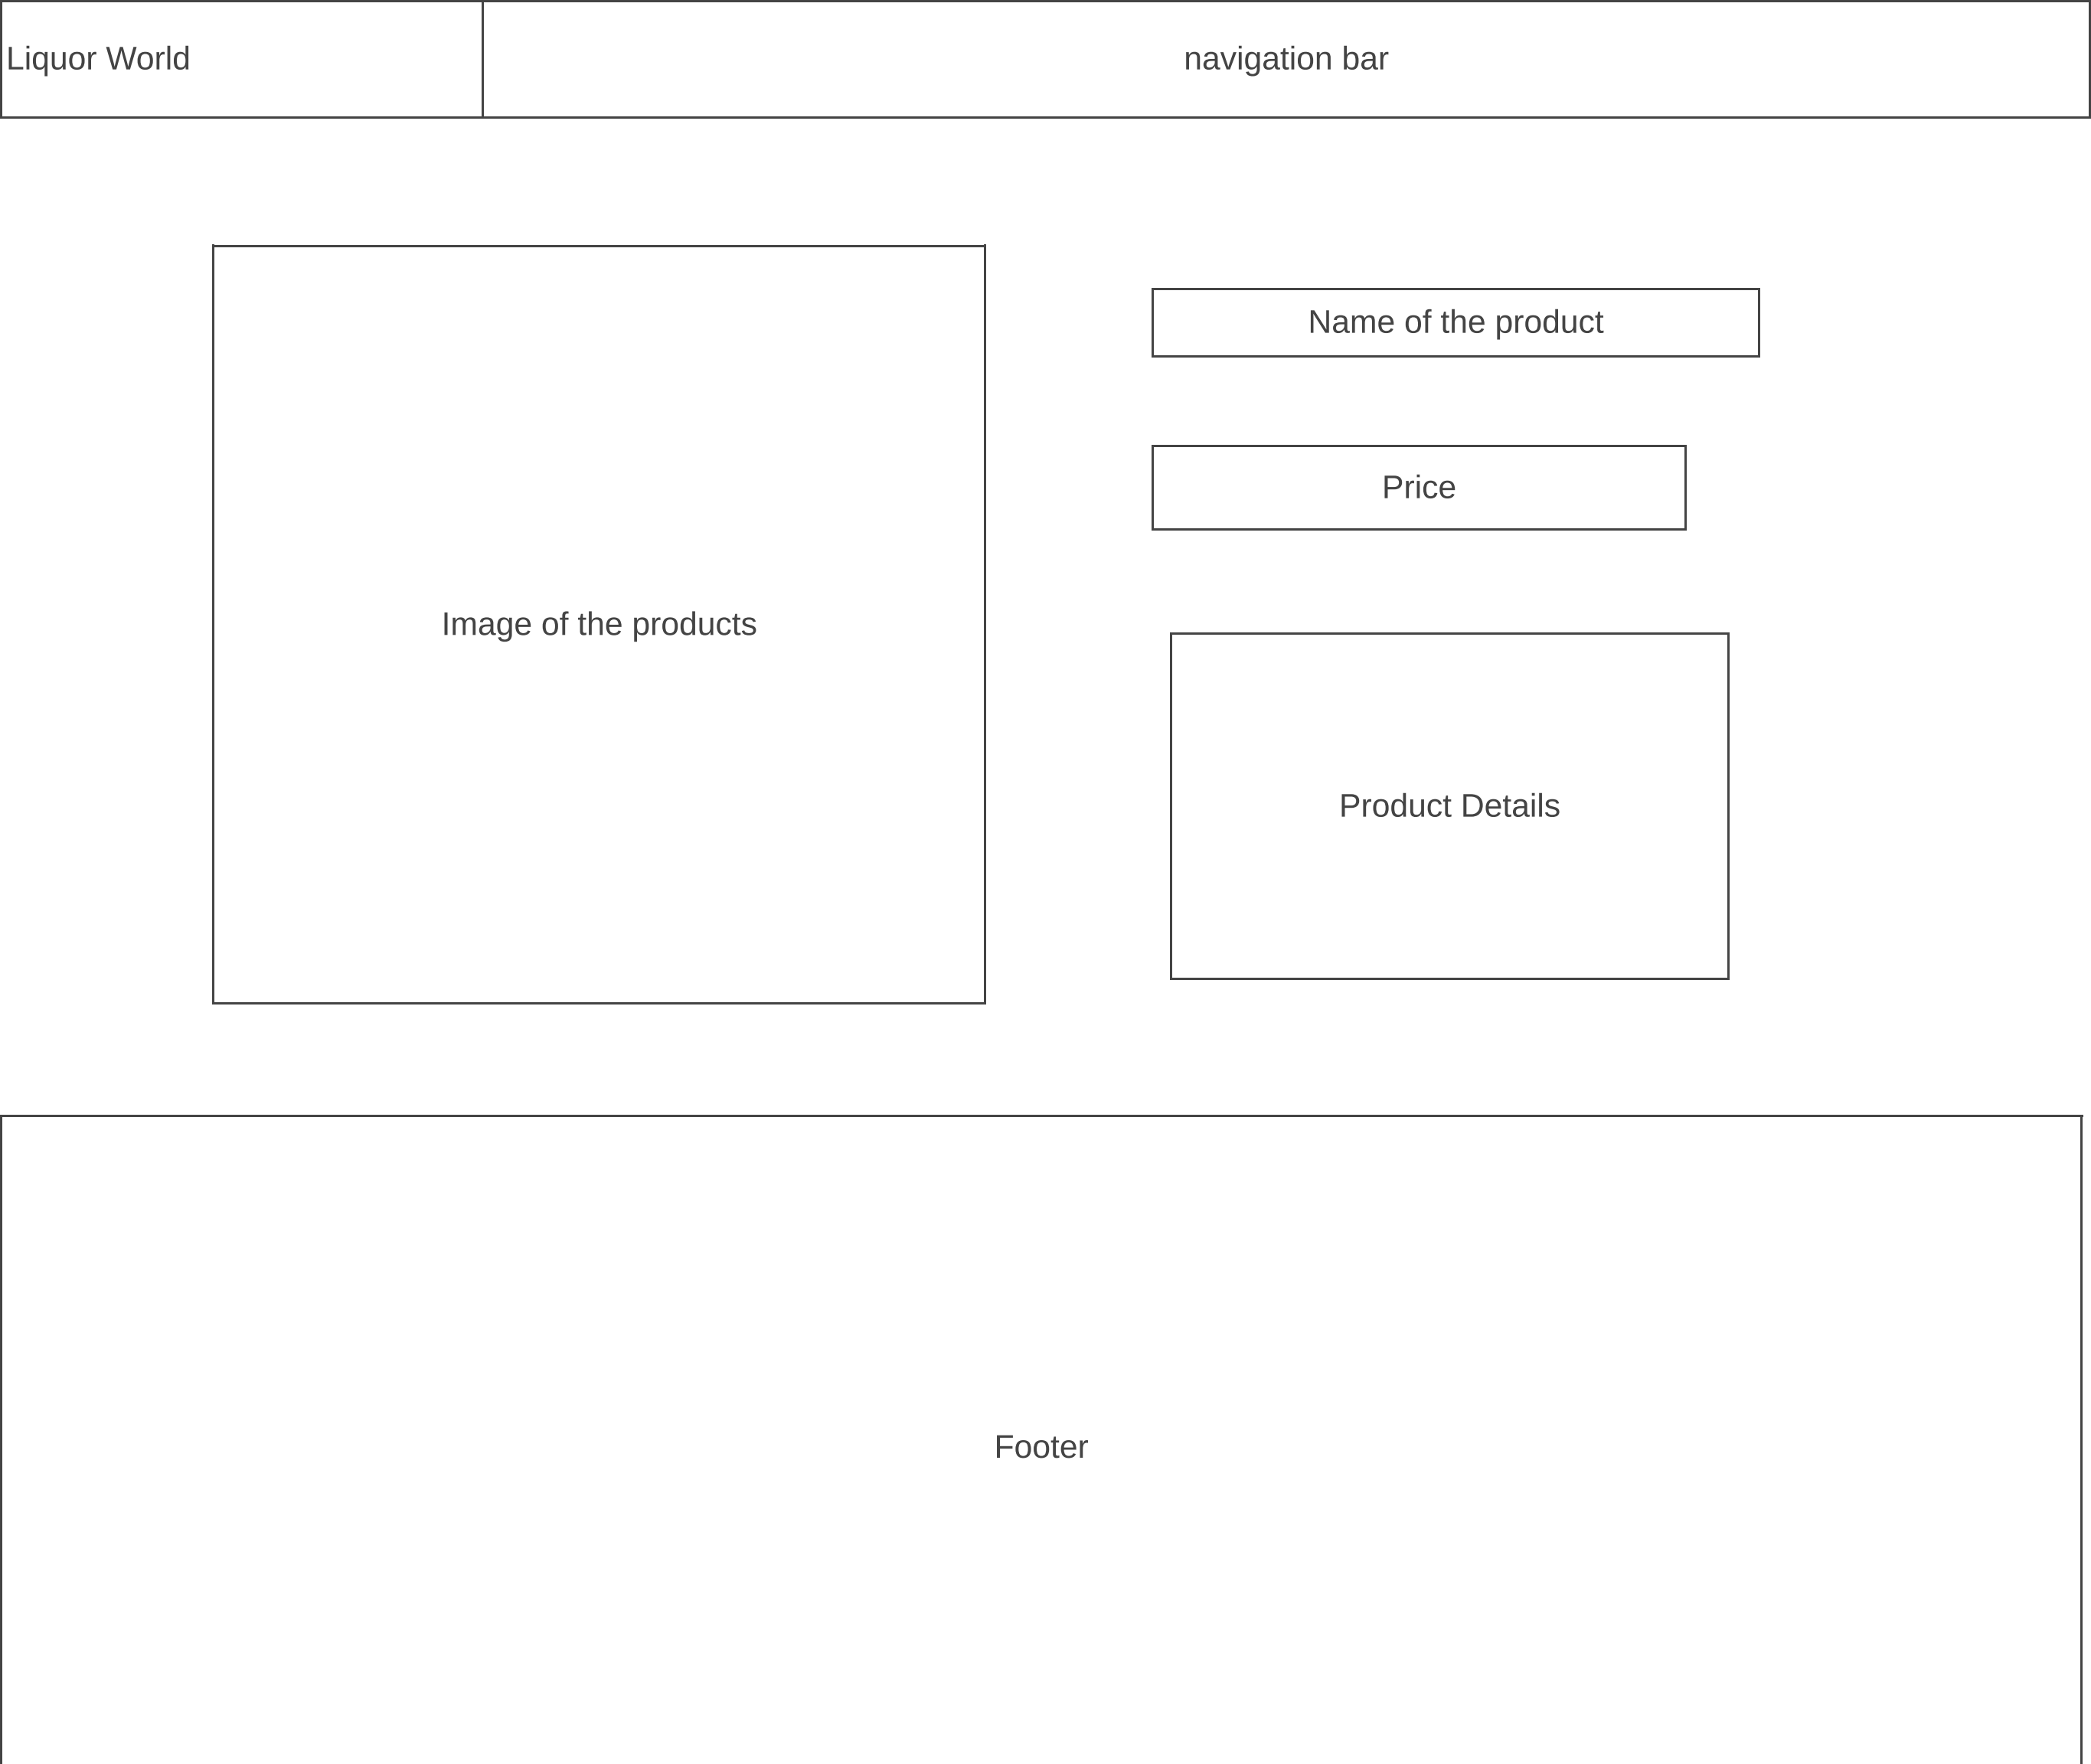 Liquor World
navigation bar
Name of the product
Price
Image of the products
Product Details
Footer